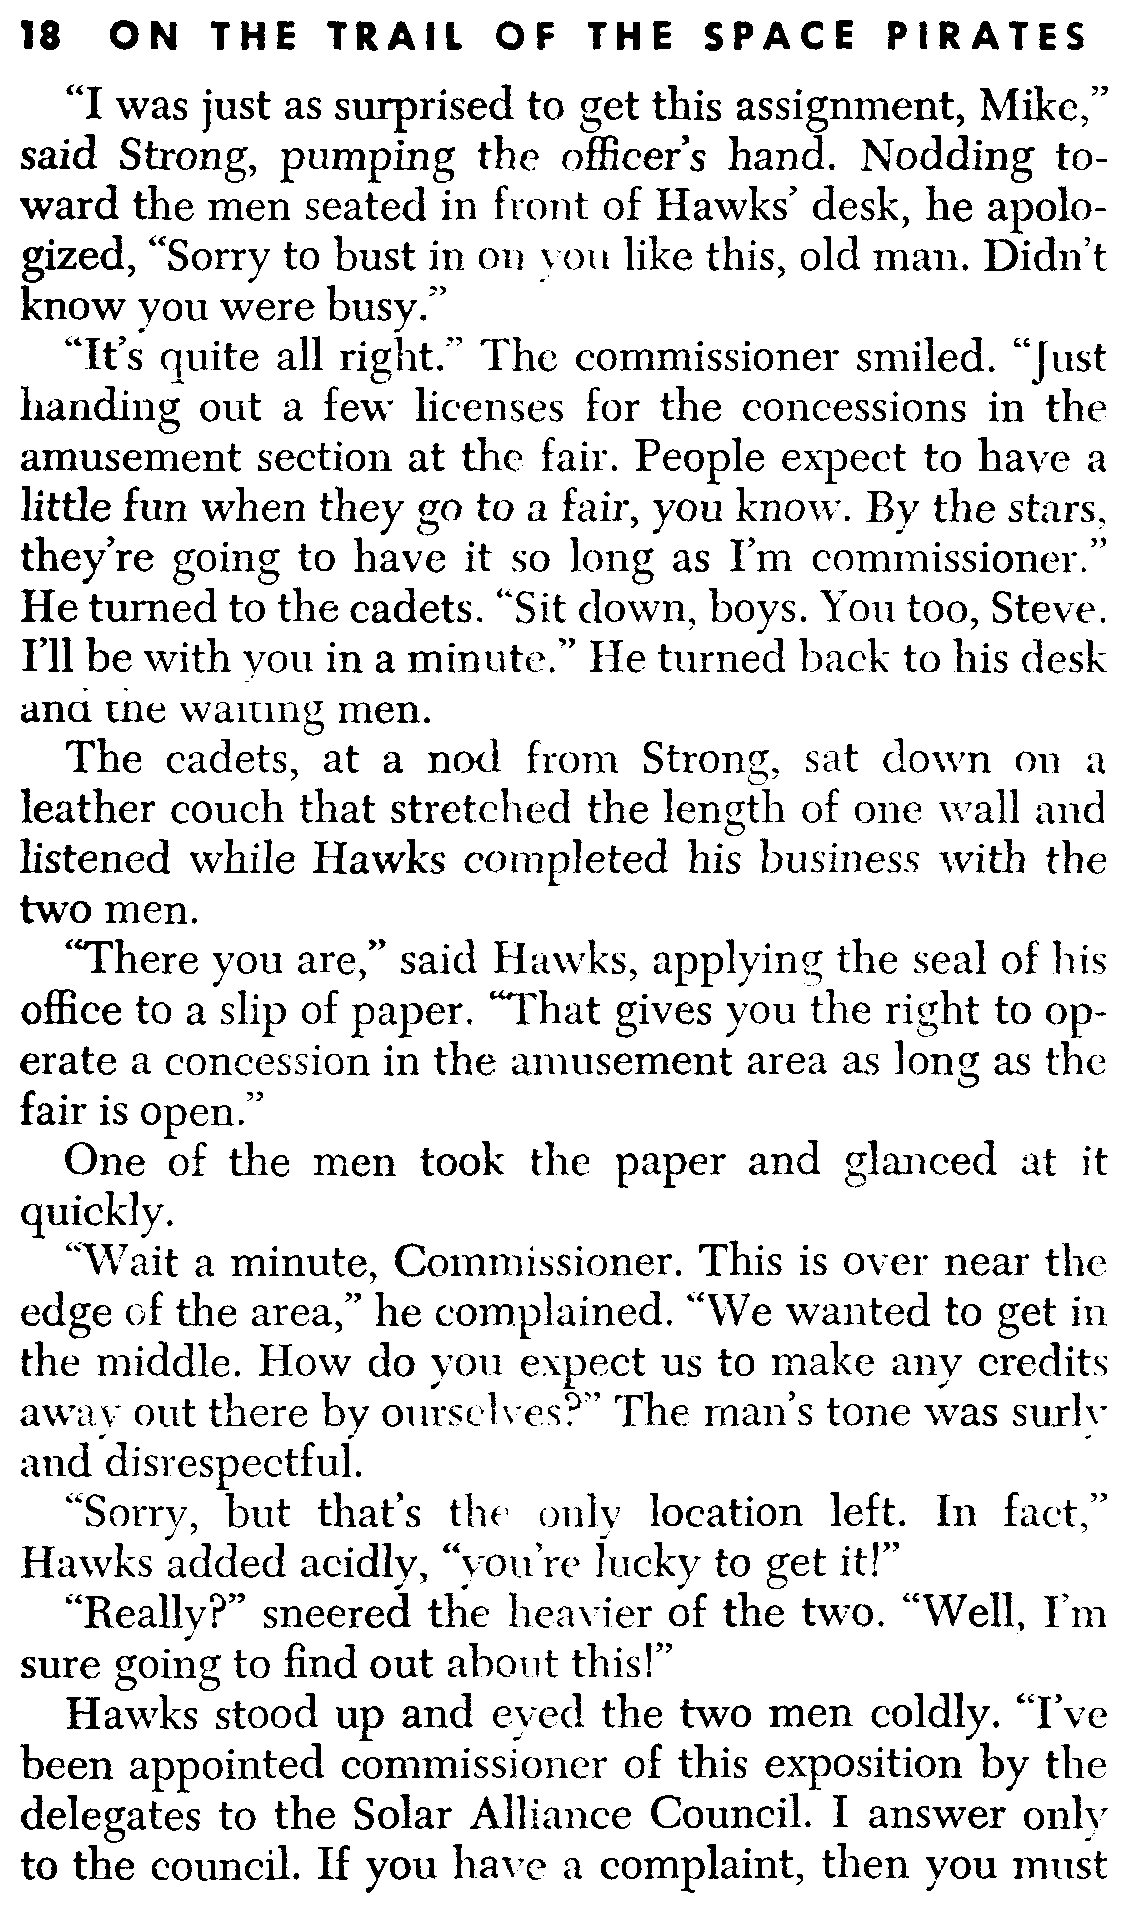 18 ON THE TRAIL OF THE SPACE PIRATES
“I was just as surprised to get this assignment, Mike,”
said Strong, pumping the officer’s hand. Nodding to-
ward the men seated in front of Hawks’ desk, he apolo-
gized, “Sorry to bust in on you like this, old man. Didn’t
know you were busy.”
“It’s quite all right.” The commissioner smiled. “Just
handing out a few licenses for the concessions in the
amusement section at the fair. People expect to have a
little fun when they go to a fair, you know. By the stars,
they’re going to have it so long as I’m commissioner.”
He turned to the cadets. “Sit down, boys. You too, Steve.
I’ll be with you in a minute.” He turned back to his desk
and the waiting men.
The cadets, at a nod from Strong, sat down on a
leather couch that stretched the length of one wall and
listened while Hawks completed his business with the
two men.
“There you are,” said Hawks, applying the seal of his
office to a slip of paper. “That gives you the right to op-
erate a concession in the amusement area as long as the
fair is open.”
One of the men took the paper and glanced at it
quickly.
“Wait a minute, Commissioner. This is over near the
edge of the area,” he complained. “We wanted to get in
the middle. How do you expect us to make any credits
away out there by ourselves?” The man’s tone was surly
and disrespectful.
“Sorry, but that’s the only location left. In fact,”
Hawks added acidly, “you’re lucky to get it!”
“Really?” sneered the heavier of the two. “Well, I’m
sure going to find out about this!”
Hawks stood up and eyed the two men coldly. “I’ve
been appointed commissioner of this exposition by the
delegates to the Solar Alliance Council. I answer only
to the council. If you have a complaint, then you must